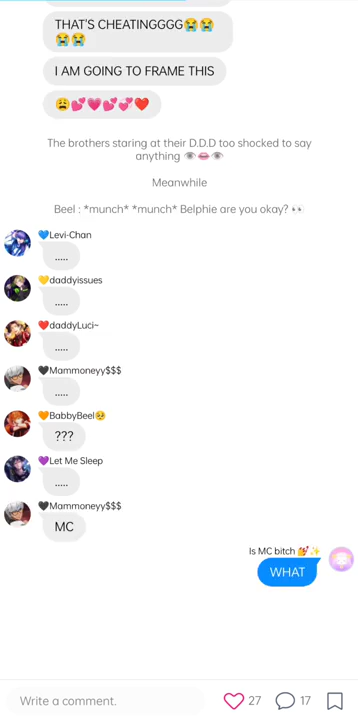 THAT'S CHEATINGGGG😭😭
😭😭
I AM GOING TO FRAME THIS
😩💕💗💕💞❤️
The brothers staring at their D.D.D too shocked to say
anything 👁️👄👁️
Meanwhile
Beel : *munch* *munch* Belphie are you okay? 👀
💙Levi-Chan
.....
💛daddyissues
.....
❤️daddyLuci~
.....
🖤Mammoneyy$$$
.....
🧡BabbyBeel🥺
???
💜Let Me Sleep
.....
🖤Mammoneyy$$$
MC
Is MC bitch 💅✨
WHAT
Write a comment.
27
17